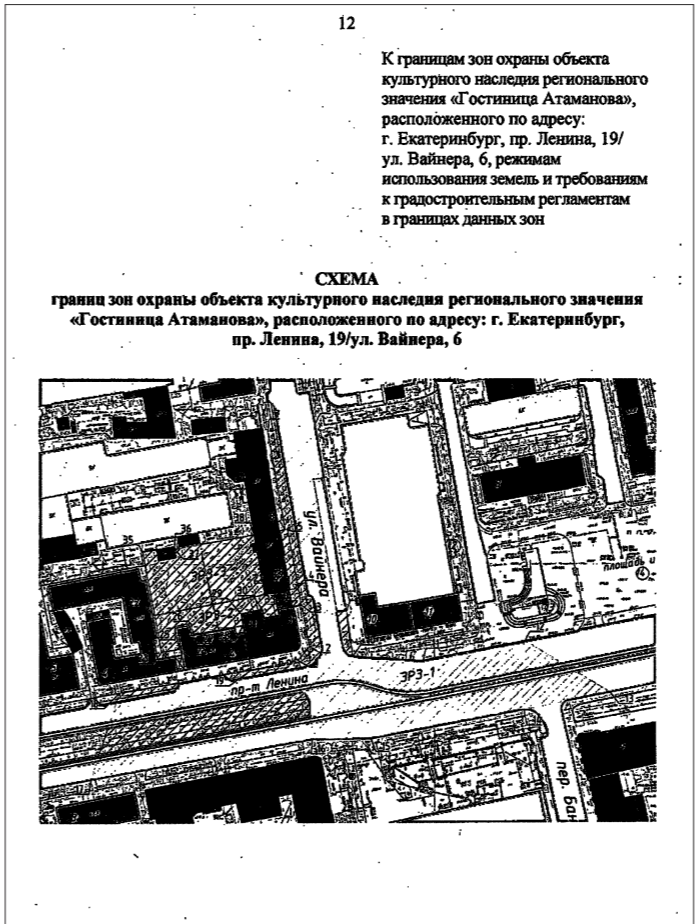 12
К границам зон охраны объекта
культурного наследия регионального
значения «Гостиница Атаманова»,
расположенного по адресу:
г. Екатеринбург, пр. Ленина, 19/
ул. Вайнера, 6, режимам
использования земель и требованиям
к градостроительным регламентам
в границах данных зон
СХЕМА
границ зон охраны объекта культурного наследия регионального значения
«Гостиница Атаманова», расположенного по адресу: г. Екатеринбург,
пр. Ленина, 19/ул. Вайнера, 6
36
35
ул. Вайнера
площадь
2
ЗРЗ-1
пр-т Ленина
пер. Бан